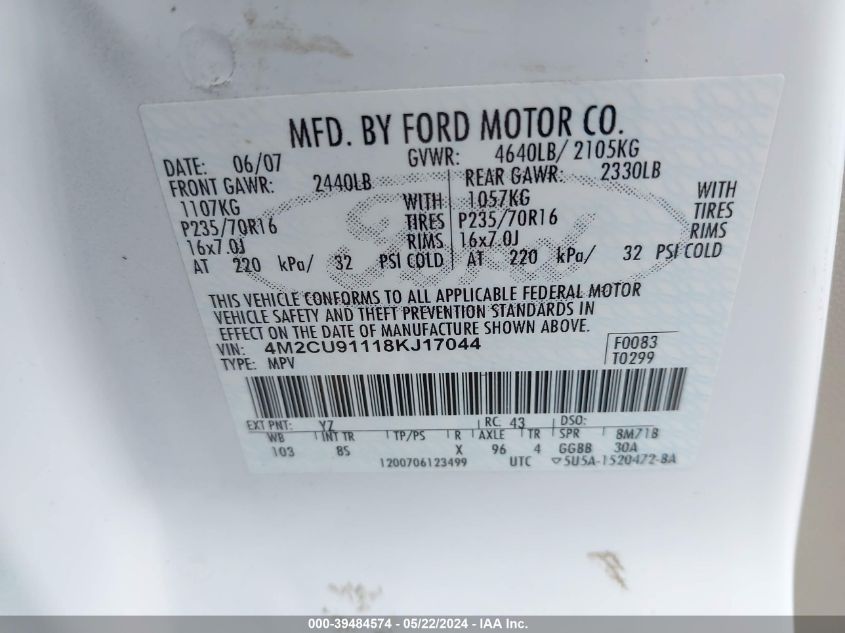 MFD. BY FORD MOTOR CO.
DATE: 06/07 GVWR: 4640LB/ 2105KG
FRONT GAWR: 2440LB REAR GAWR: 2330LB
1107KG WITH 1057KG WITH
P235/70R16 TIRES P235/70R16 TIRES
16x7.0J RIMS 16x7.0J RIMS
AT 220 kPa/ 32 PSI COLD AT 220 kPa/ 32 PSI COLD
THIS VEHICLE CONFORMS TO ALL APPLICABLE FEDERAL MOTOR
VEHICLE SAFETY AND THEFT PREVENTION STANDARDS IN
EFFECT ON THE DATE OF MANUFACTURE SHOWN ABOVE.
VIN: 4M2CU91118KJ17044 F0083
TYPE: MPV T0299
EXT PNT: YZ RC: 43 DSO:
WB INT TR TP/PS R AXLE TR SPR 8M718
103 8S X 96 4 GGBB 30A
1200706123499 UTC 5U5A-1520472-BA
000-39484574 - 05/22/2024 - IAA Inc.